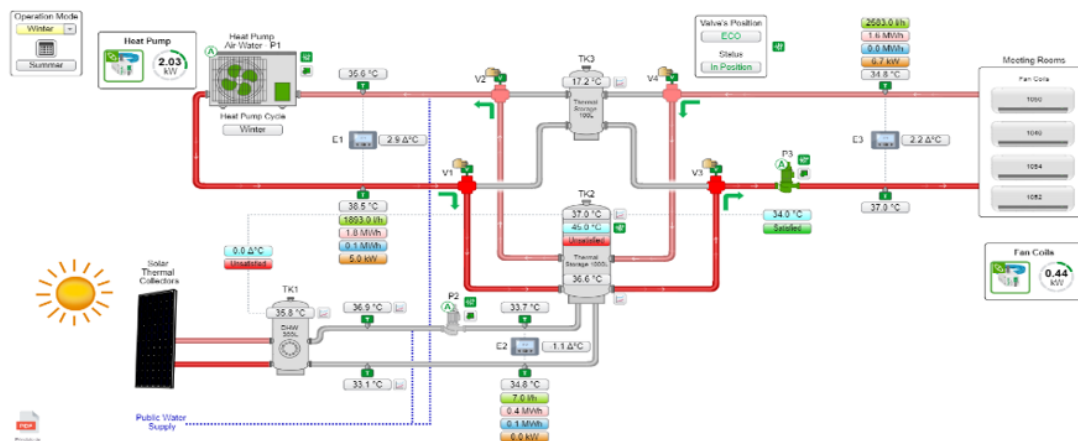 Operation Mode
Winter
Summer
Heat Pump
2.03
kW
Heat Pump
Air-Water - P1
A
Heat Pump Cycle
Winter
35.6 °C
E1
2.9 Δ°C
38.5 °C
1893.0 l/h
1.8 MWh
0.1 MWh
5.0 kW
V2
V1
TK3
17.2 °C
Thermal
Storage
100L
V4
V3
Valve's Position
ECO
Status
In Position
2583.0 l/h
1.6 MWh
0.0 MWh
6.7 kW
34.8 °C
E3
2.2 Δ°C
37.0 °C
P3
A
34.0 °C
Satisfied
Meeting Rooms
Fan Coils
1050
1054
1052
Fan Coils
0.44
kW
TK2
37.0 °C
45.0 °C
Unsatisfied
Thermal
36.6 °C
0.0 Δ°C
Unsatisfied
Solar
Thermal
Collectors
TK1
35.8 °C
36.9 °C
33.1 °C
P2
A
33.7 °C
E2
-1.1 Δ°C
34.8 °C
7.0 l/h
0.4 MWh
0.1 MWh
0.0 kW
Public Water
Supply
PDF